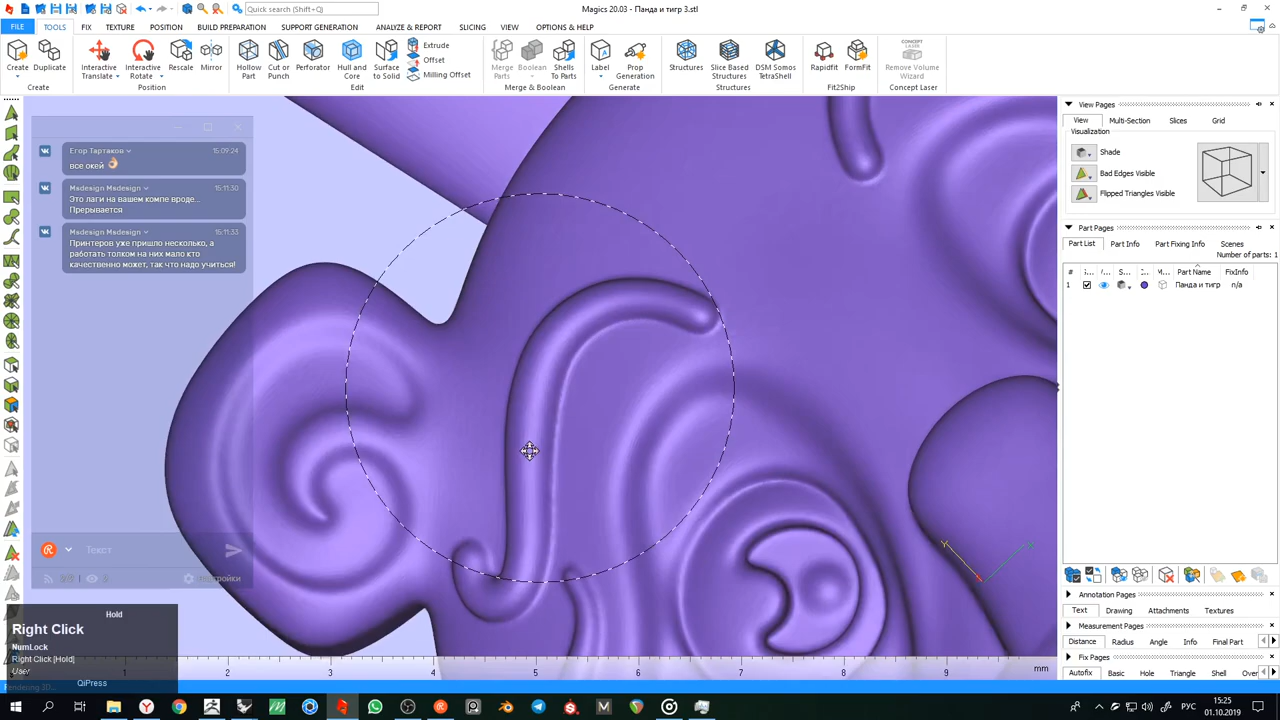 Quick search (Shift+Q)
Magics 20.03 - Панда и тигр 3.stl
FILE TOOLS FIX TEXTURE POSITION BUILD PREPARATION SUPPORT GENERATION ANALYZE & REPORT SLICING VIEW OPTIONS & HELP
Create Duplicate
Interactive Translate
Interactive Rotate
Rescale Mirror
Hollow Part
Cut or Punch
Perforator
Hull and Core
Surface to Solid
Extrude
Offset
Milling Offset
Merge Parts
Boolean
Shells To Parts
Label
Prop Generation
Structures
Slice Based Structures
DSM Somos TetraShell
Rapidfit FormFit
Remove Volume Wizard
Create Position Edit Merge & Boolean Generate Structures Fit2Ship Concept Laser
Егор Тартаков 15:09:24
все окей
Madesign Madesign 15:11:30
Это лаги на вашем компе вроде...
Прерывается
Madesign Madesign 15:11:33
Принтеров уже пришло несколько, а
работать толком на них мало кто
качественно может, так что надо учиться!
Текст
View Pages
View Multi-Section Slices Grid
Visualization
Shade
Bad Edges Visible
Flipped Triangles Visible
Part Pages
Part List Part Info Part Fixing Info Scenes
Number of parts: 1
# i... /... S... M... Part Name FixInfo
1 Панда и тигр n/a
Annotation Pages
Text Drawing Attachments Textures
Measurement Pages
Distance Radius Angle Info Final Part
Fix Pages
Autofix Basic Hole Triangle Shell Over
Hold
Right Click
NumLock
Right Click [Hold]
User
QiPress
2 3 4 5 6 7 8 9 mm
Rendering 3D...
РУС
15:25
01.10.2019